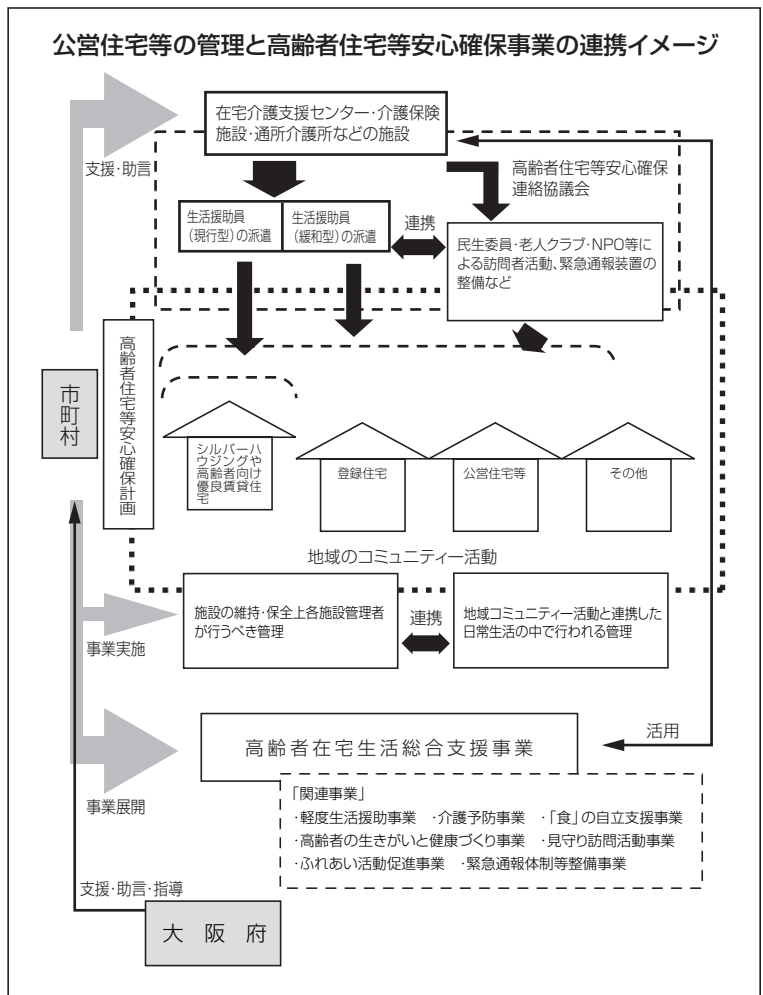 公営住宅等の管理と高齢者住宅等安心確保事業の連携イメージ
在宅介護支援センター・介護保険
施設・通所介護所などの施設
支援・助言
高齢者住宅等安心確保
連絡協議会
生活援助員
(現行型)の派遣
生活援助員
(緩和型)の派遣
連携
民生委員・老人クラブ・NPO等に
よる訪問者活動、緊急通報装置の
整備など
市町村
高齢者住宅等安心確保計画
シルバーハ
ウジングや
高齢者向け
優良賃貸住
宅
登録住宅
公営住宅等
その他
地域のコミュニティー活動
施設の維持・保全上各施設管理者
が行うべき管理
連携
地域コミュニティー活動と連携した
日常生活の中で行われる管理
事業実施
高齢者在宅生活総合支援事業
活用
事業展開
「関連事業」
・軽度生活援助事業 ・介護予防事業 ・「食」の自立支援事業
・高齢者の生きがいと健康づくり事業 ・見守り訪問活動事業
・ふれあい活動促進事業 ・緊急通報体制等整備事業
支援・助言・指導
大阪府